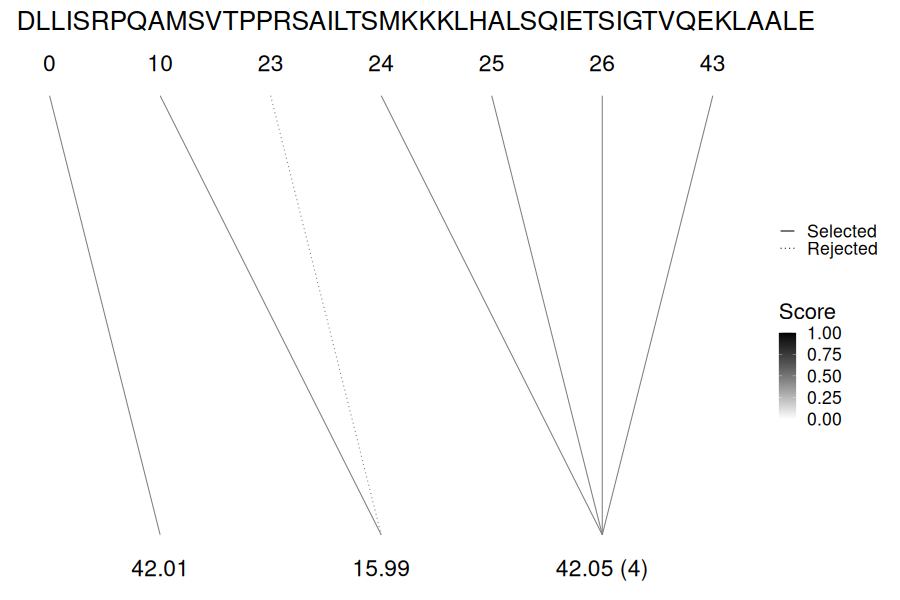 DLLISRPQAMSVTPPRSAILTSMKKKLHALSQIETSIGTVQEKLAALE
0 10 23 24 25 26 43
Selected
Rejected
Score
1.00
0.75
0.50
0.25
0.00
42.01 15.99 42.05 (4)